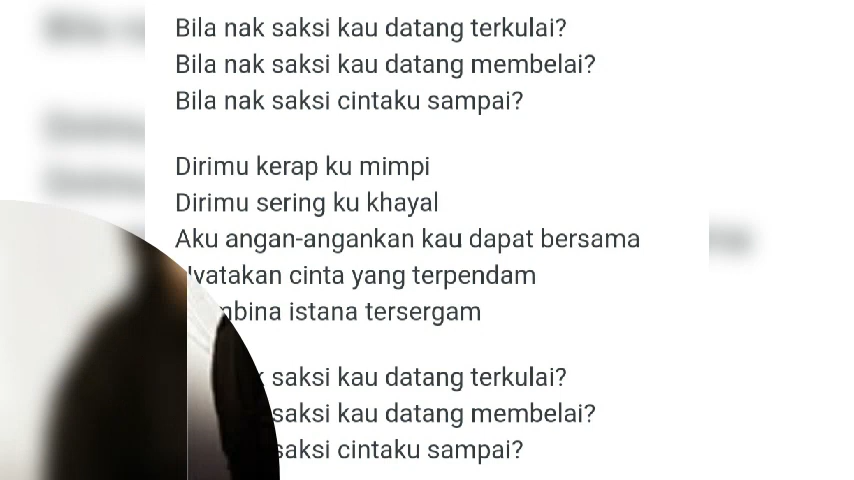 Bila nak saksi kau datang terkulai?
Bila nak saksi kau datang membelai?
Bila nak saksi cintaku sampai?
Dirimu kerap ku mimpi
Dirimu sering ku khayal
Aku angan-angankan kau dapat bersama
yatakan cinta yang terpendam
bina istana tersergam
saksi kau datang terkulai?
saksi kau datang membelai?
saksi cintaku sampai?